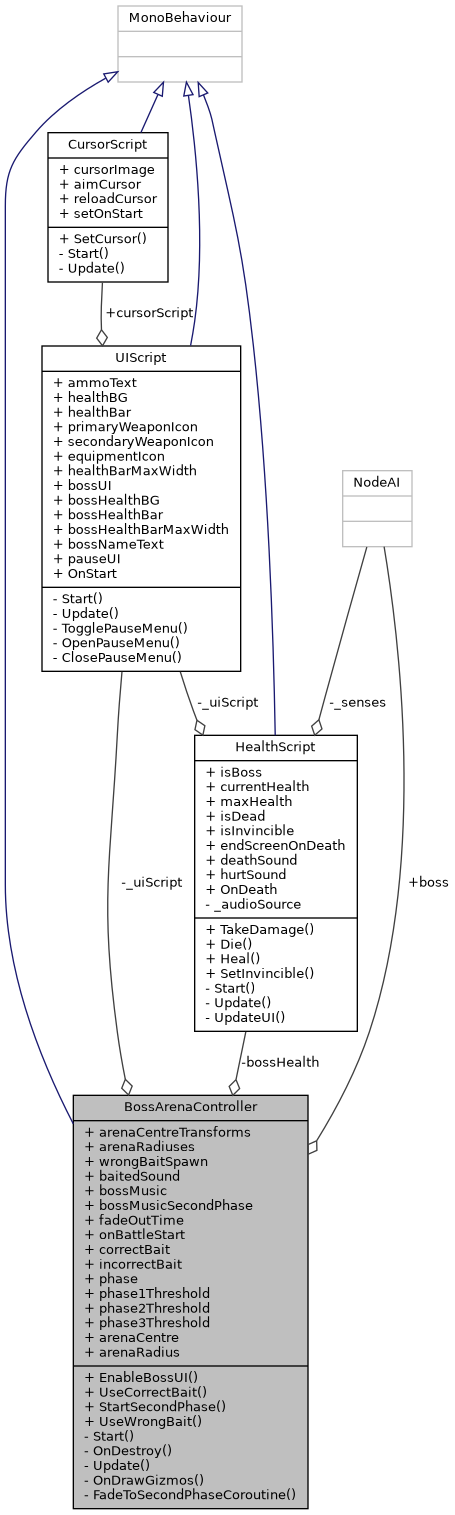 MonoBehaviour
CursorScript
+ cursorImage
+ aimCursor
+ reloadCursor
+ setOnStart
+ SetCursor()
- Start()
- Update()
+cursorScript
UIScript
+ ammoText
+ healthBG
+ healthBar
+ primaryWeaponIcon
+ secondaryWeaponIcon
+ equipmentIcon
+ healthBarMaxWidth
+ bossUI
+ bossHealthBG
+ bossHealthBar
+ bossHealthBarMaxWidth
+ bossNameText
+ pauseUI
+ OnStart
- Start()
- Update()
- TogglePauseMenu()
- OpenPauseMenu()
- ClosePauseMenu()
NodeAI
-_uiScript
-_senses
HealthScript
+ isBoss
+ currentHealth
+ maxHealth
+ isDead
+ isInvincible
+ endScreenOnDeath
+ deathSound
+ hurtSound
+ OnDeath
- _audioSource
+ TakeDamage()
+ Die()
+ Heal()
+ SetInvincible()
- Start()
- Update()
- UpdateUI()
-_uiScript
+boss
-bossHealth
BossArenaController
+ arenaCentreTransforms
+ arenaRadiuses
+ wrongBaitSpawn
+ baitedSound
+ bossMusic
+ bossMusicSecondPhase
+ fadeOutTime
+ onBattleStart
+ correctBait
+ incorrectBait
+ phase
+ phase1Threshold
+ phase2Threshold
+ phase3Threshold
+ arenaCentre
+ arenaRadius
+ EnableBossUI()
+ UseCorrectBait()
+ StartSecondPhase()
+ UseWrongBait()
- Start()
- OnDestroy()
- Update()
- OnDrawGizmos()
- FadeToSecondPhaseCoroutine()